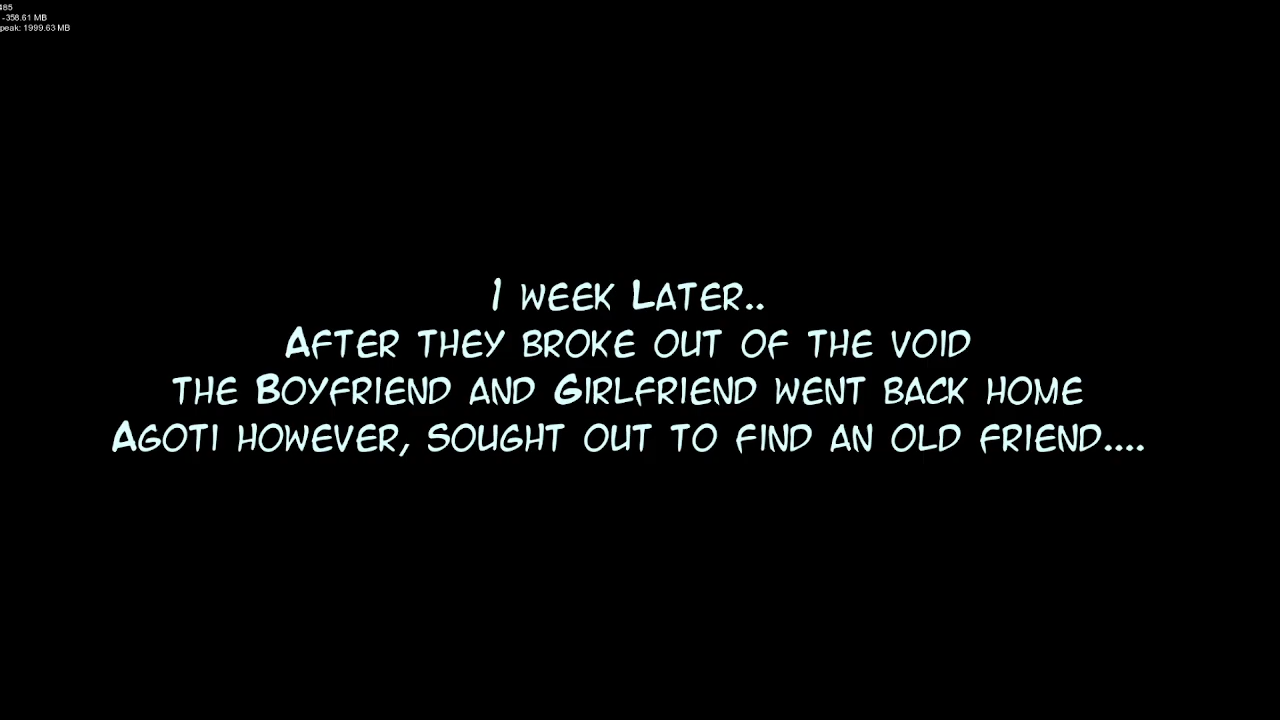 485
-358.61 MB
peak: 1999.63 MB
1 week Later..
After they broke out of the void
the Boyfriend and Girlfriend went back home
Agoti however, sought out to find an old friend....